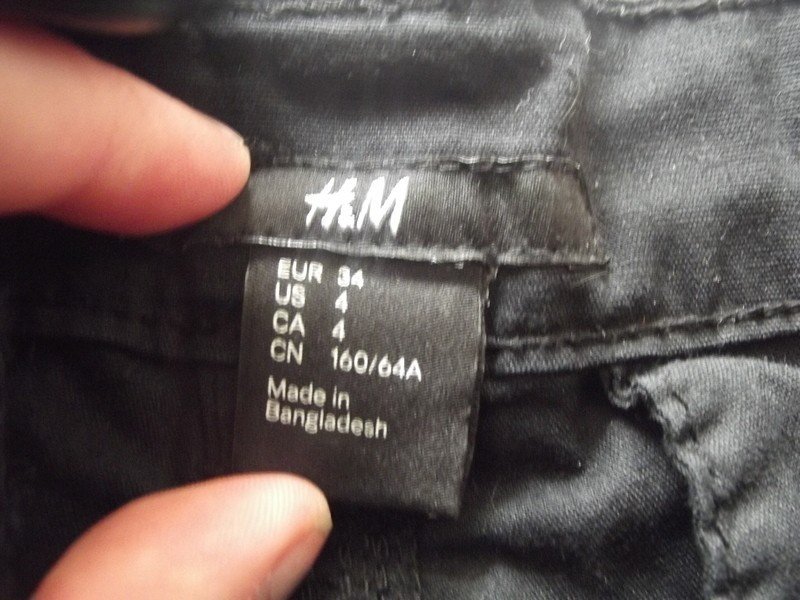 H&M
EUR 34
US 4
CA 4
CN 160/64A
Made in
Bangladesh